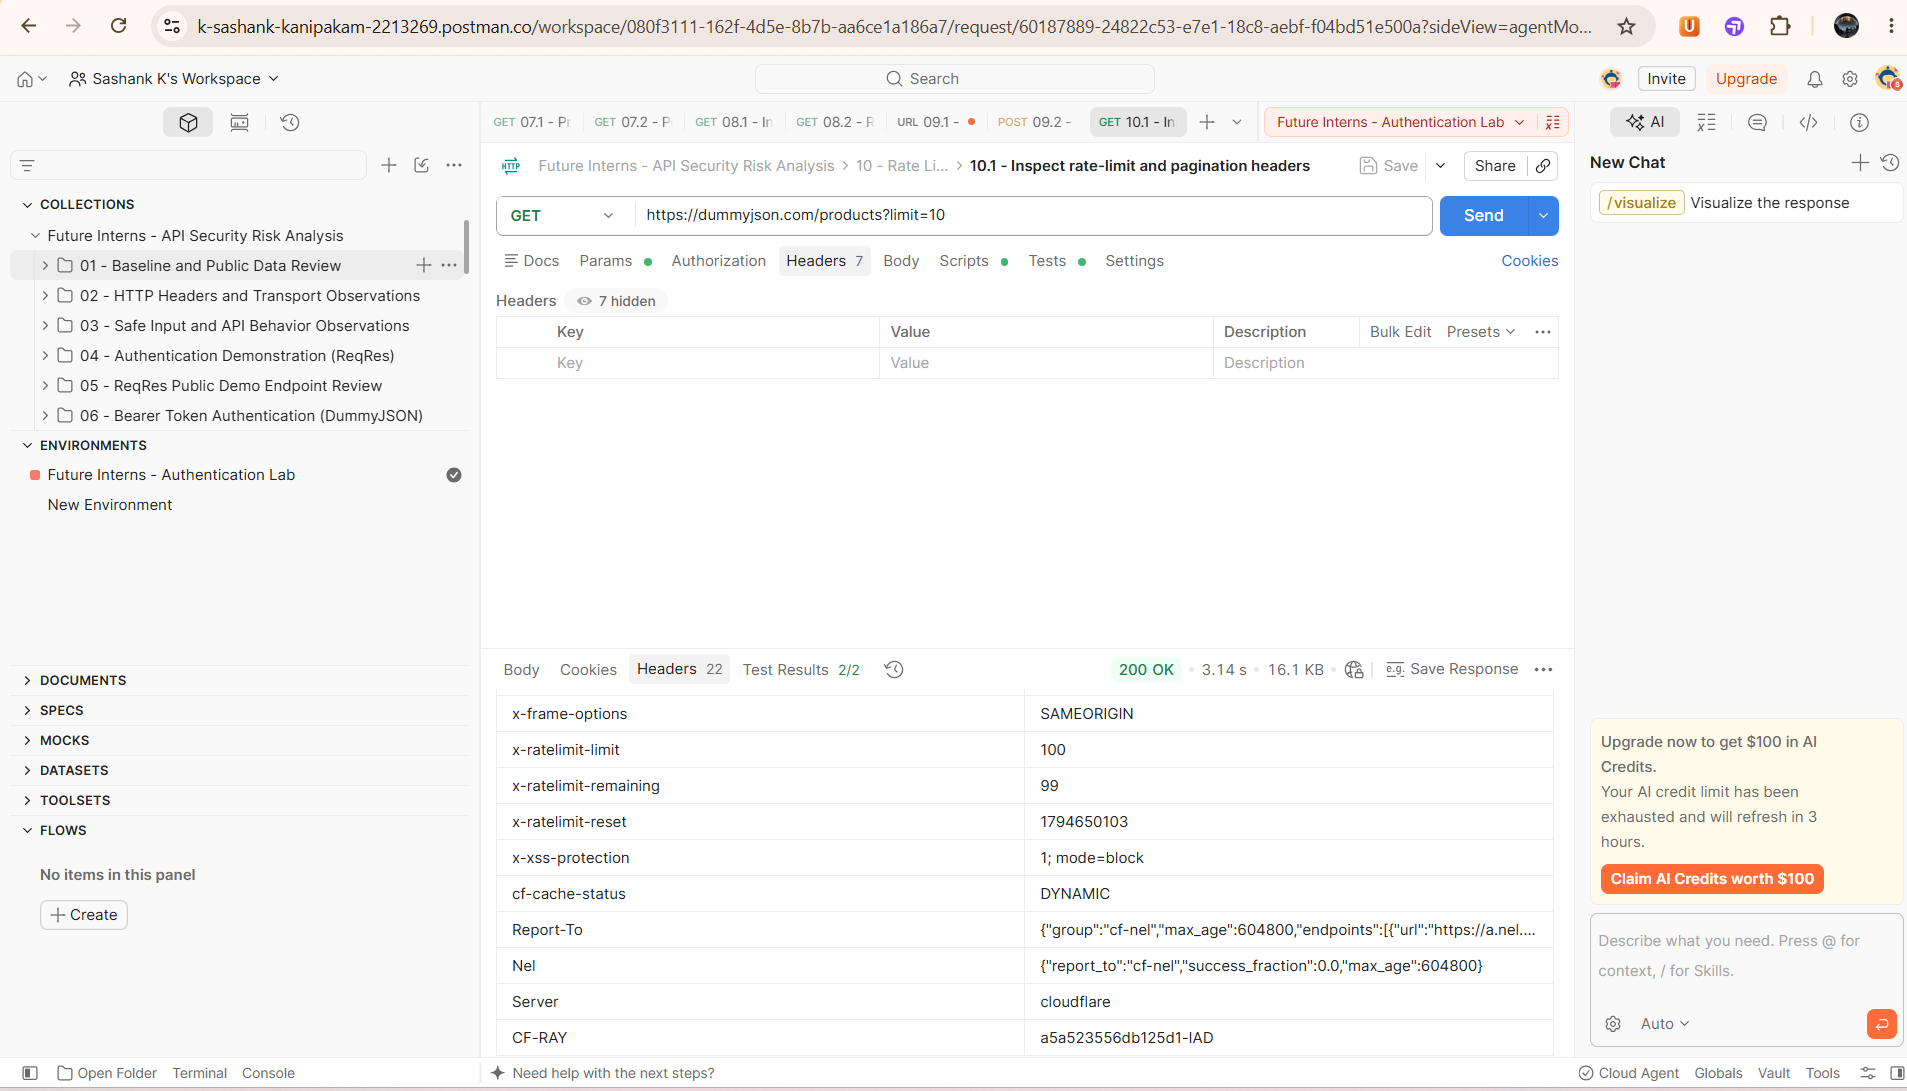 k-sashank-kanipakam-2213269.postman.co/workspace/080f3111-162f-4d5e-8b7b-aa6ce1a186a7/request/60187889-24822c53-e7e1-18c8-aebf-f04bd51e500a?sideView=agentMo...
Sashank K's Workspace
Search
Invite
Upgrade
GET 07.1 - Pr
GET 07.2 - P
GET 08.1 - In
GET 08.2 - R
URL 09.1 -
POST 09.2 -
GET 10.1 - In
Future Interns - Authentication Lab
AI
HTTP
Future Interns - API Security Risk Analysis
10 - Rate Li...
10.1 - Inspect rate-limit and pagination headers
Save
Share
New Chat
COLLECTIONS
Future Interns - API Security Risk Analysis
01 - Baseline and Public Data Review
02 - HTTP Headers and Transport Observations
03 - Safe Input and API Behavior Observations
04 - Authentication Demonstration (ReqRes)
05 - ReqRes Public Demo Endpoint Review
06 - Bearer Token Authentication (DummyJSON)
ENVIRONMENTS
Future Interns - Authentication Lab
New Environment
DOCUMENTS
SPECS
MOCKS
DATASETS
TOOLSETS
FLOWS
No items in this panel
Create
GET
https://dummyjson.com/products?limit=10
Send
Docs Params Authorization Headers 7 Body Scripts Tests Settings Cookies
Headers 7 hidden
Key Value Description Bulk Edit Presets
Key Value Description
Body Cookies Headers 22 Test Results 2/2 200 OK 3.14 s 16.1 KB e.g. Save Response
x-frame-options SAMEORIGIN
x-ratelimit-limit 100
x-ratelimit-remaining 99
x-ratelimit-reset 1794650103
x-xss-protection 1; mode=block
cf-cache-status DYNAMIC
Report-To {"group":"cf-nel","max_age":604800,"endpoints":[{"url":"https://a.nel....
Nel {"report_to":"cf-nel","success_fraction":0.0,"max_age":604800}
Server cloudflare
CF-RAY a5a523556db125d1-IAD
/visualize Visualize the response
Upgrade now to get $100 in AI
Credits.
Your AI credit limit has been
exhausted and will refresh in 3
hours.
Claim AI Credits worth $100
Describe what you need. Press @ for
context, / for Skills.
Auto
Open Folder Terminal Console
Need help with the next steps?
Cloud Agent Globals Vault Tools